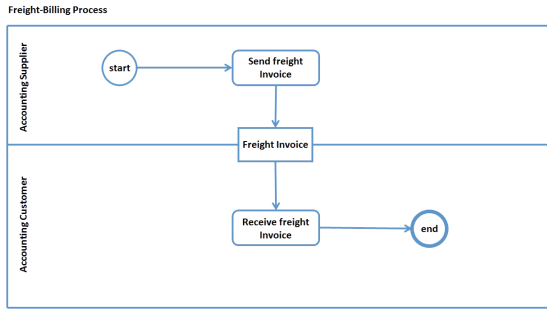 Freight-Billing Process
Accounting Supplier
start
Send freight
Invoice
Freight Invoice
Accounting Customer
Receive freight
Invoice
end